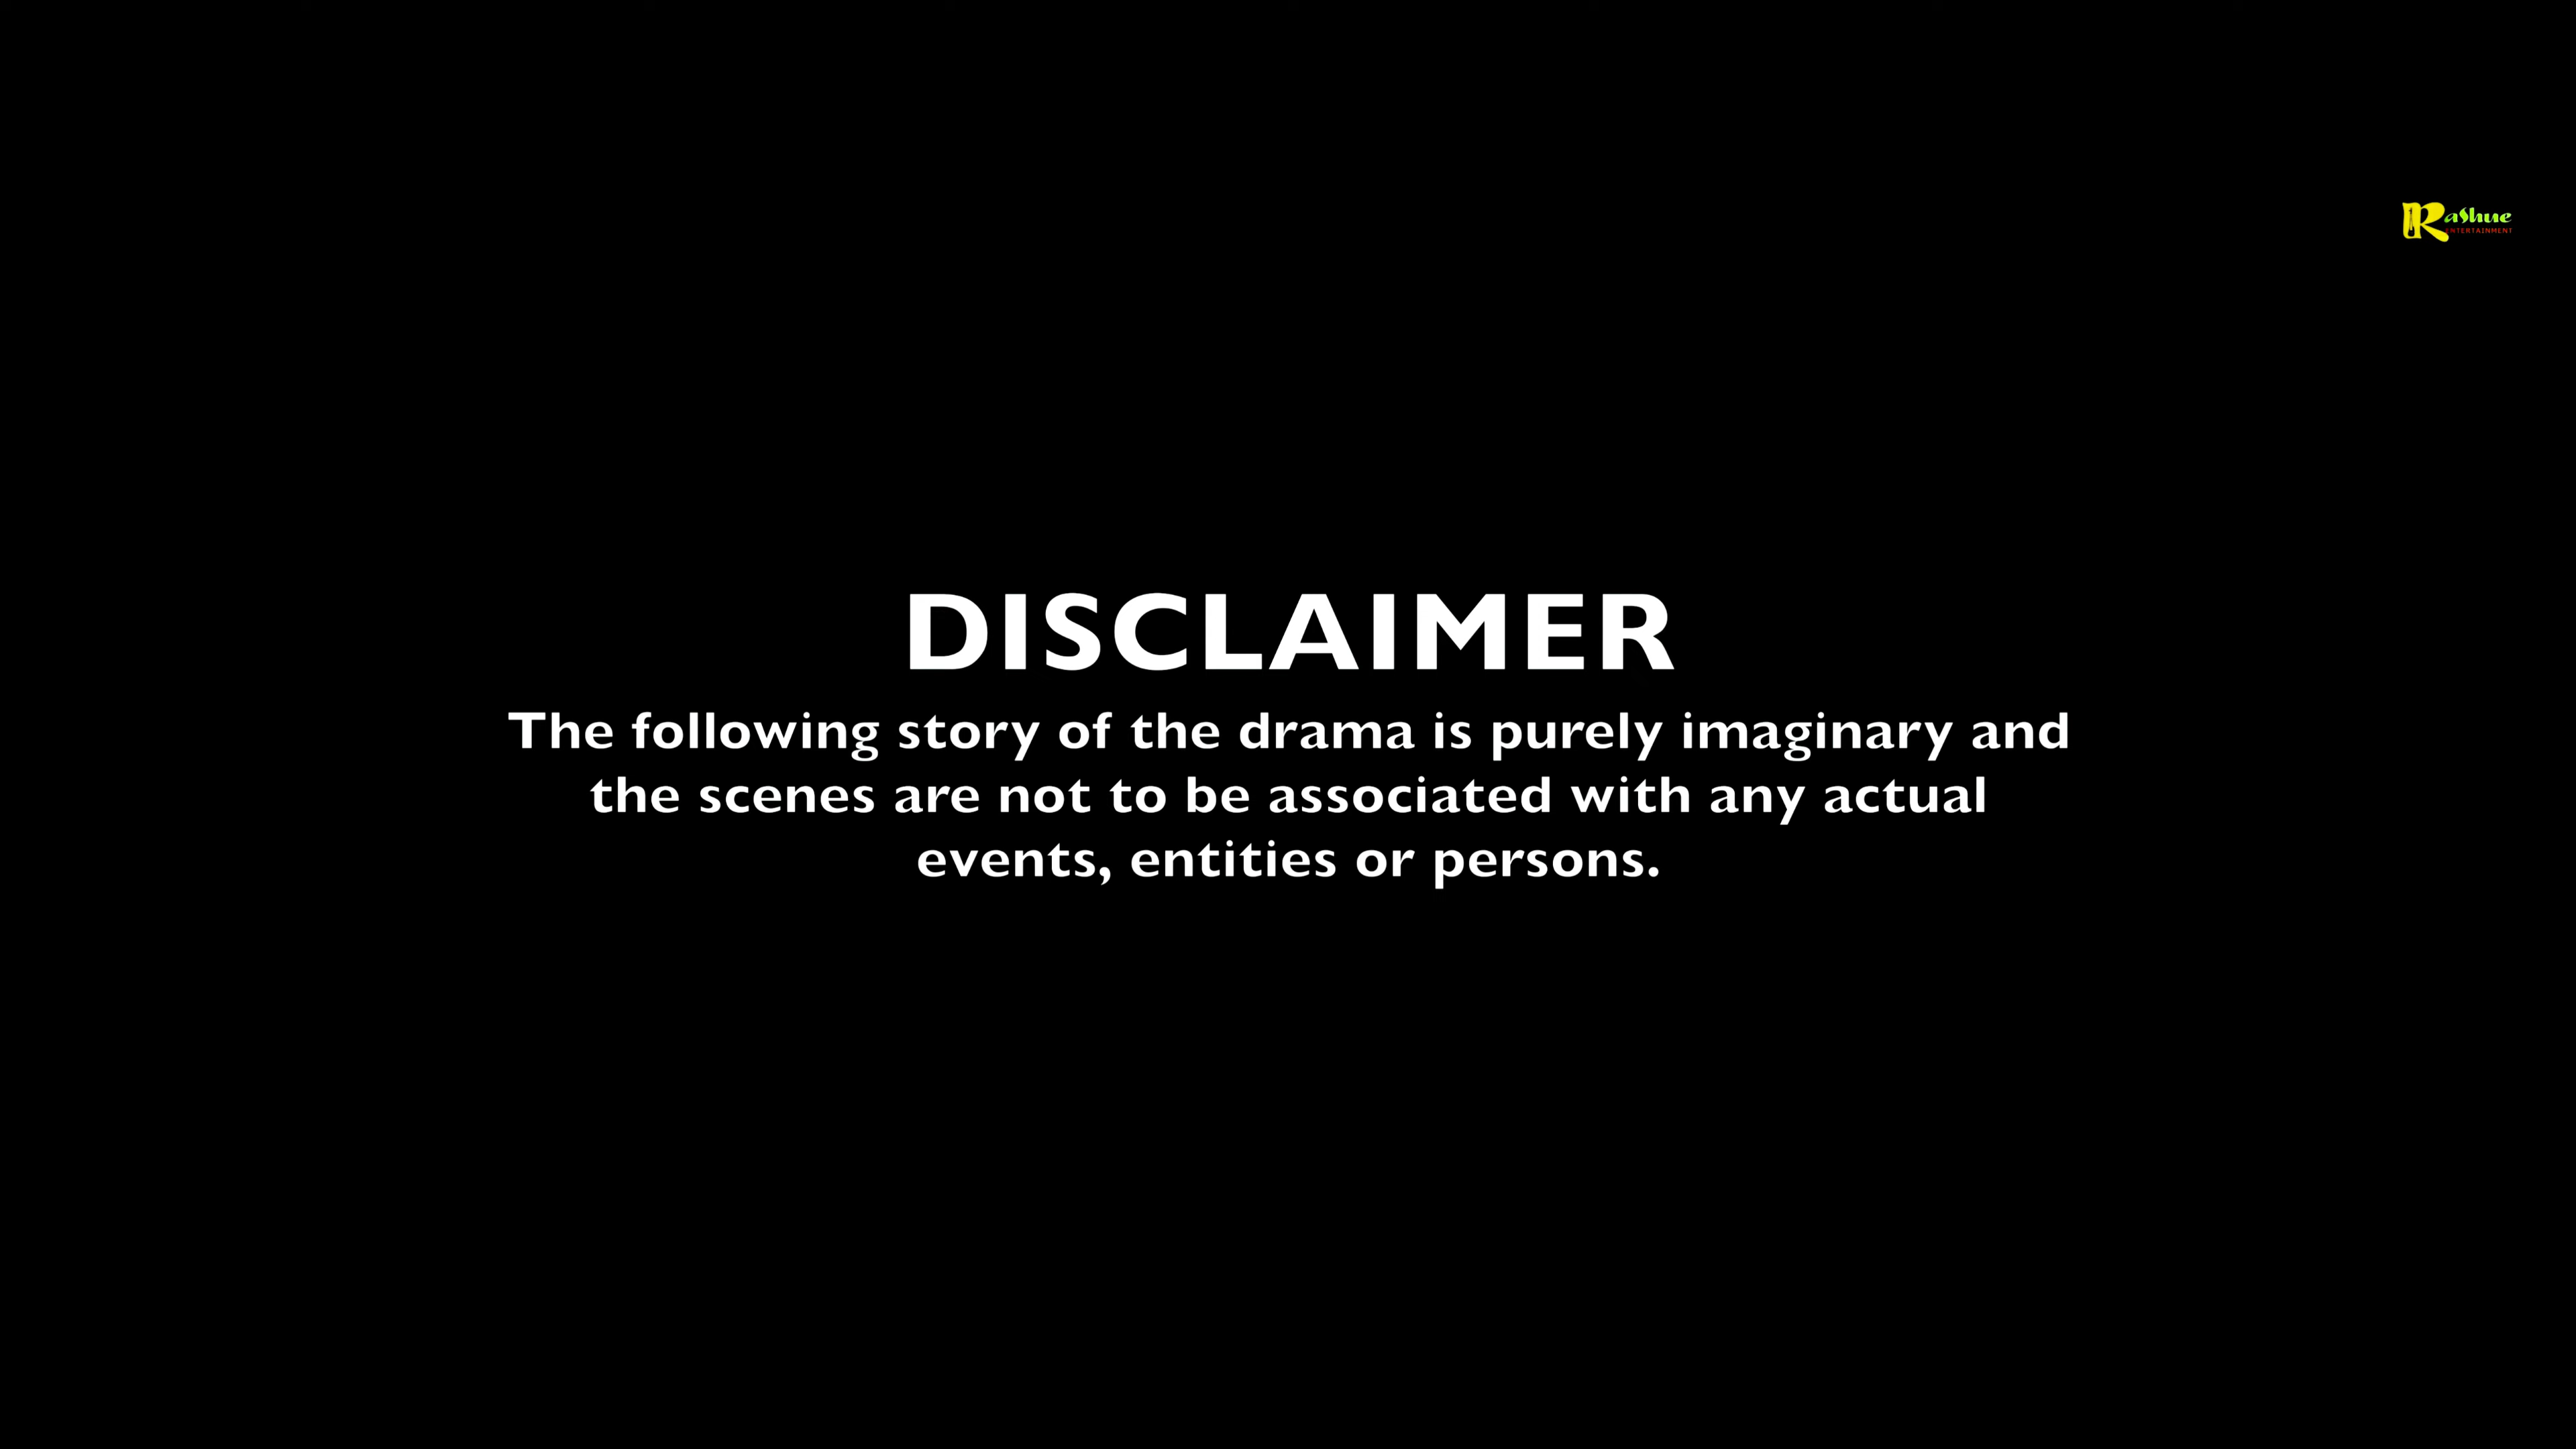 RaShue
ENTERTAINMENT
DISCLAIMER
The following story of the drama is purely imaginary and
the scenes are not to be associated with any actual
events, entities or persons.